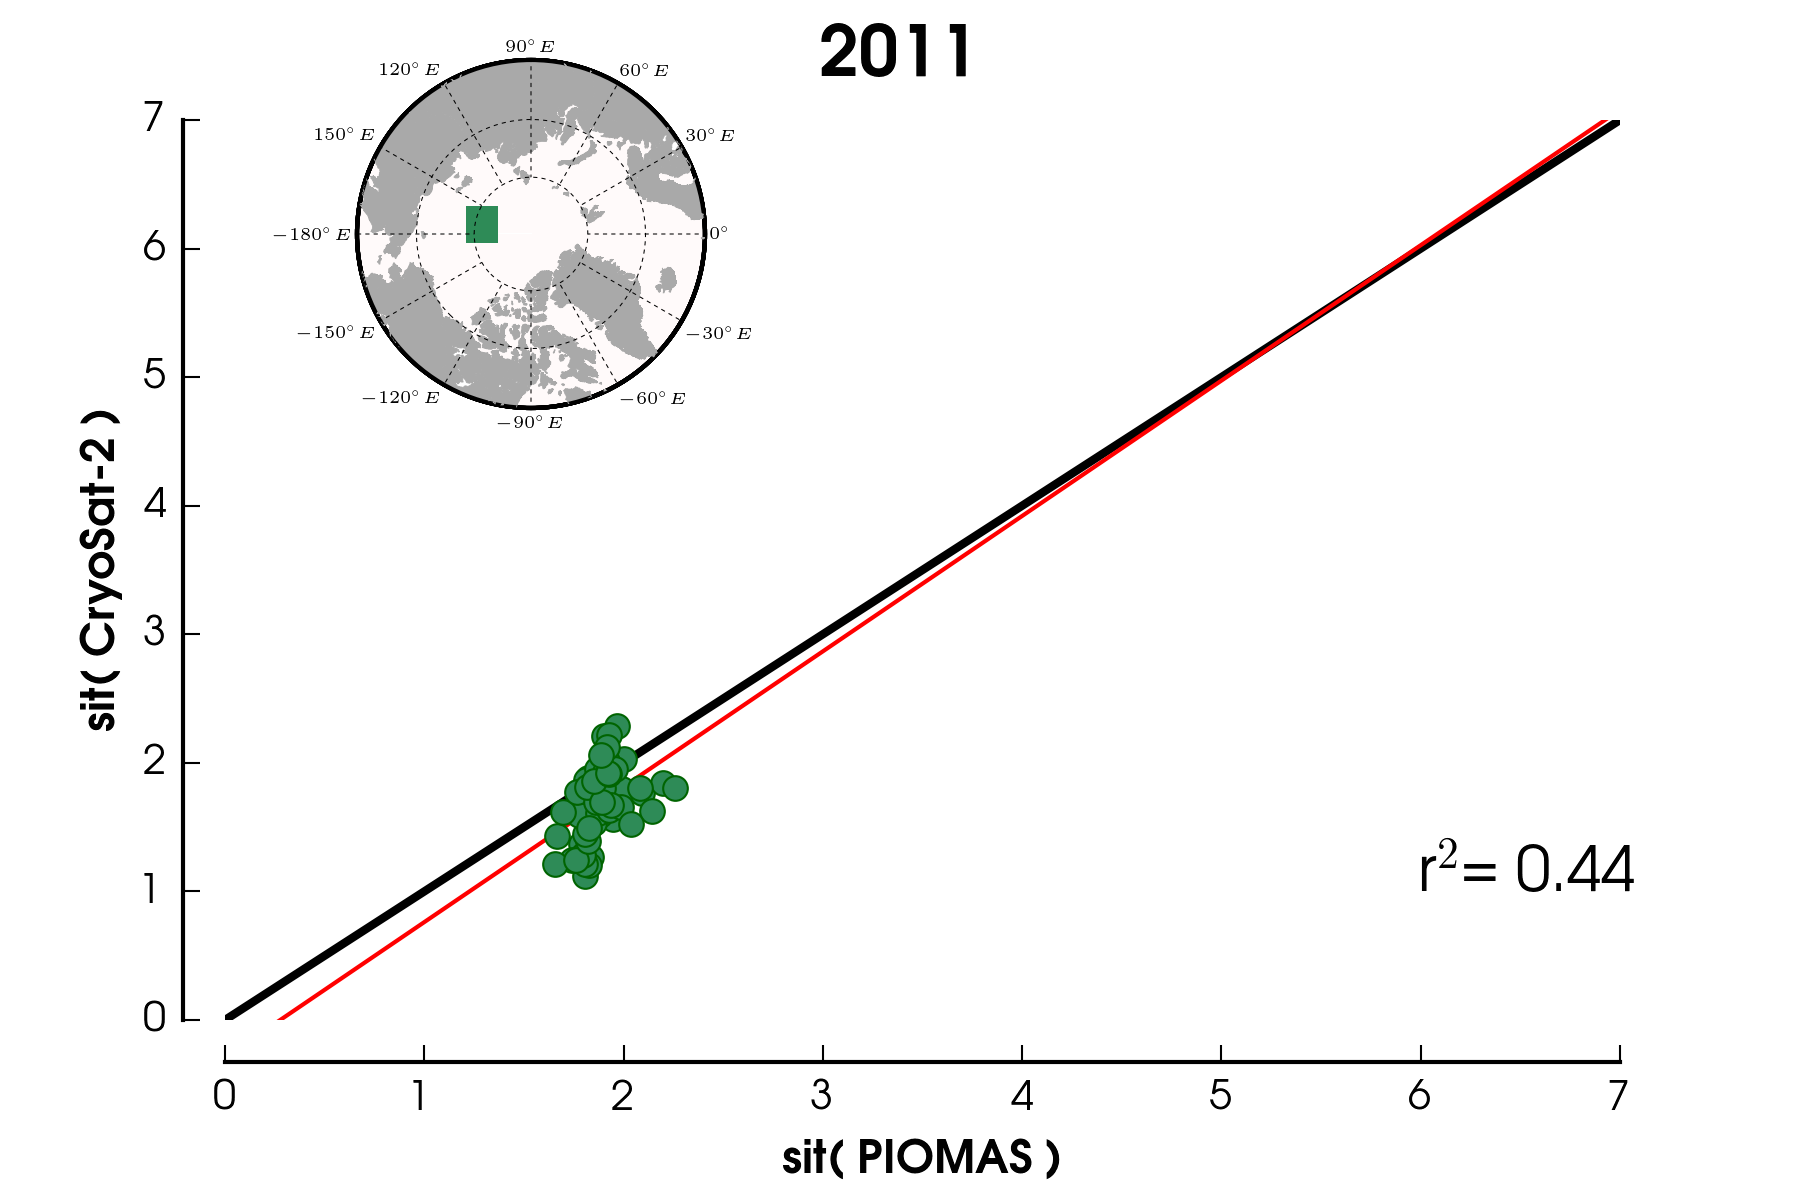 2011
90° E
120° E
60° E
150° E
30° E
−180° E
0°
−150° E
−30° E
−120° E
−60° E
−90° E
7
6
5
4
3
2
1
0
sit( CryoSat-2 )
r²= 0.44
0 1 2 3 4 5 6 7
sit( PIOMAS )